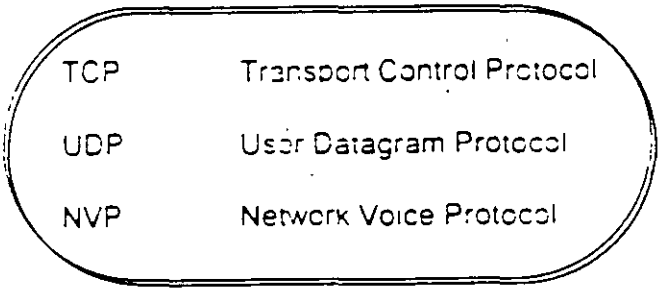 TCP Transport Control Protocol
UDP User Datagram Protocol
NVP Network Voice Protocol